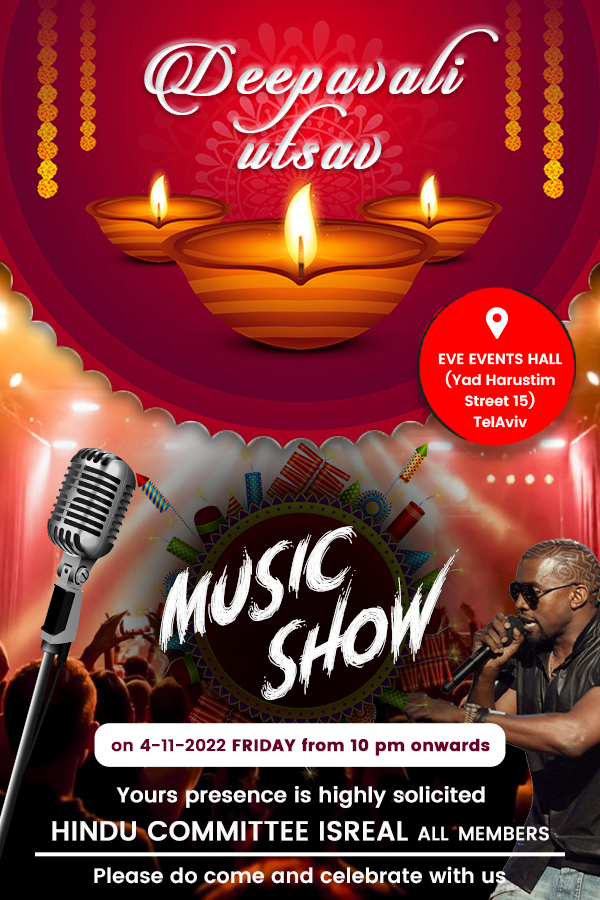 Deepavali
utsav
EVE EVENTS HALL
(Yad Harustim
Street 15)
TelAviv
MUSIC
SHOW
on 4-11-2022 FRIDAY from 10 pm onwards
Yours presence is highly solicited
HINDU COMMITTEE ISREAL ALL MEMBERS
Please do come and celebrate with us